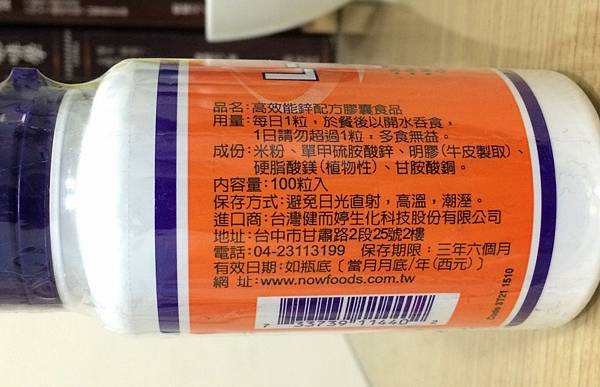 品名:高效能鋅配方膠囊食品
用量:每日1粒,於餐後以開水吞食,
1日請勿超過1粒,多食無益。
成份:米粉、單甲硫胺酸鋅、明膠(牛皮製取)、
硬脂酸鎂(植物性)、甘胺酸銅。
內容量:100粒入
保存方式:避免日光直射,高溫,潮溼。
進口商:台灣健而婷生化科技股份有限公司
地址:台中市甘肅路2段25號2樓
電話:04-23113199 保存期限:三年六個月
有效日期:如瓶底〔當月月底/年(西元)〕
網 址:www.nowfoods.com.tw
7 33739 11440 2
Code 3T21 1510